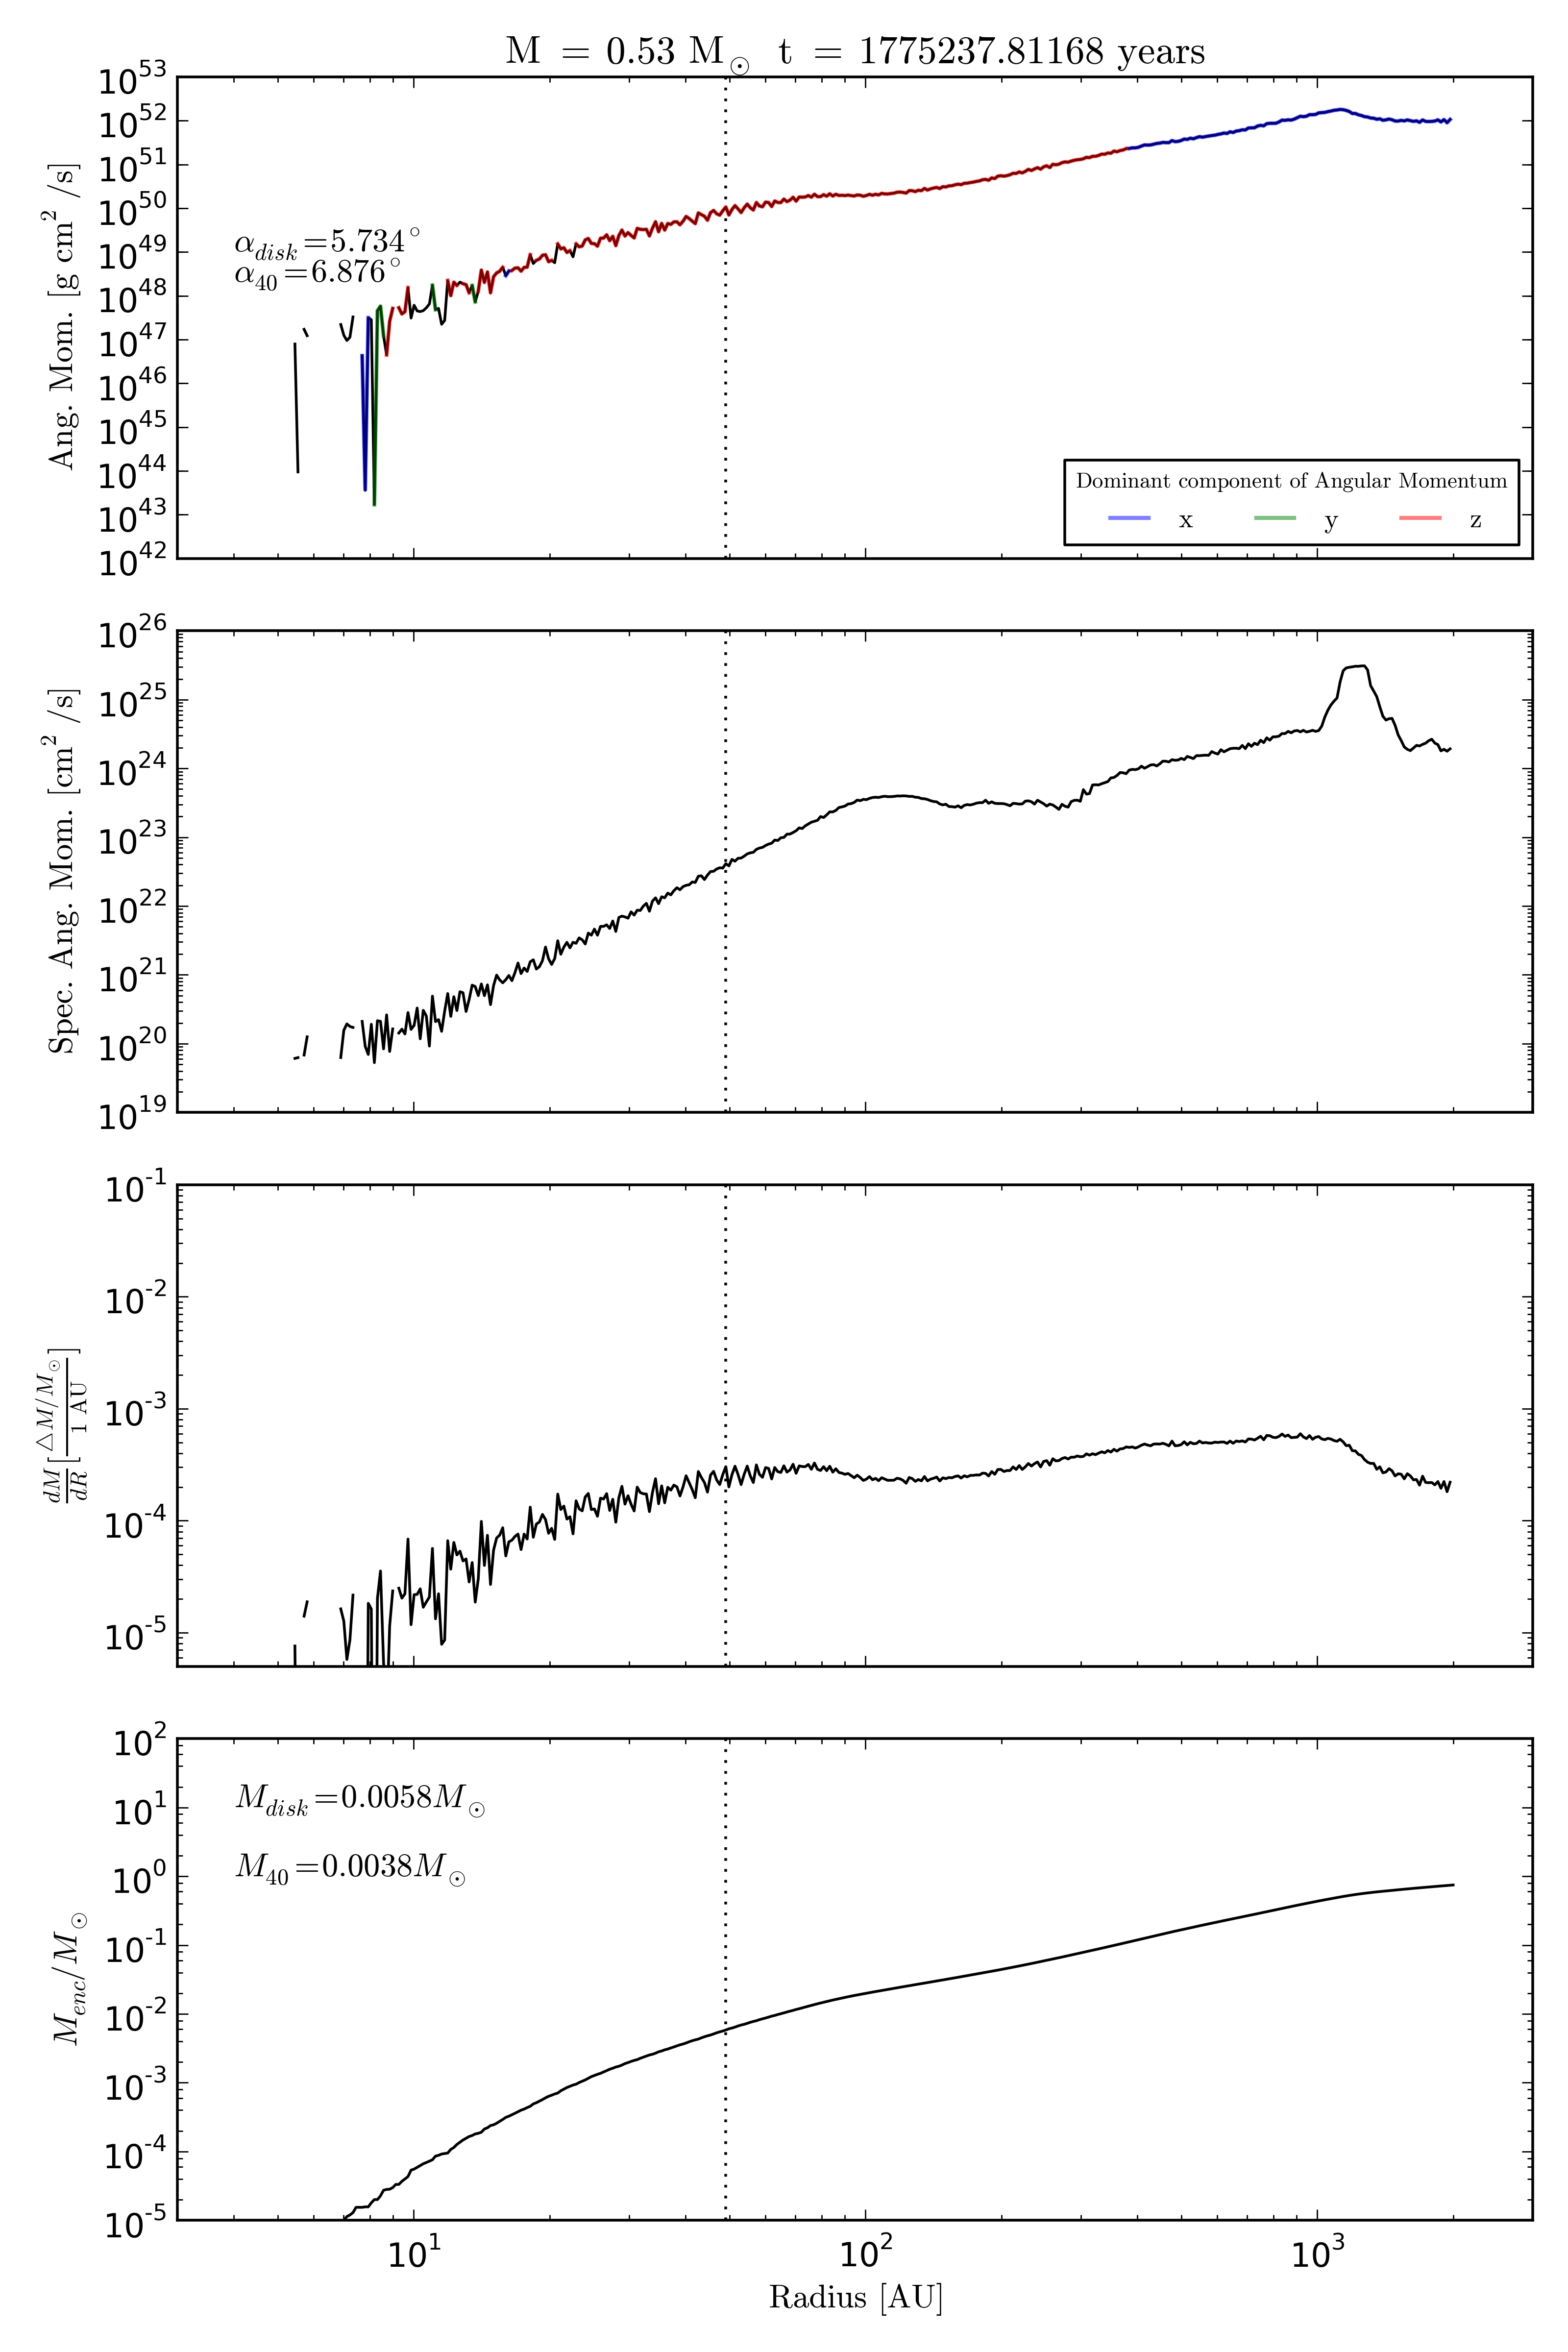 M = 0.53 M⊙ t = 1775237.81168 years
10^53
10^52
10^51
10^50
10^49
10^48
10^47
10^46
10^45
10^44
10^43
10^42
Ang. Mom. [g cm^2 /s]
α_disk=5.734°
α_40=6.876°
Dominant component of Angular Momentum
x y z
10^26
10^25
10^24
10^23
10^22
10^21
10^20
10^19
Spec. Ang. Mom. [cm^2 /s]
10^-1
10^-2
10^-3
10^-4
10^-5
dM/dR [△M/M⊙ / 1 AU]
10^2
10^1
10^0
10^-1
10^-2
10^-3
10^-4
10^-5
M_enc/M⊙
M_disk=0.0058M⊙
M_40=0.0038M⊙
10^1 10^2 10^3
Radius [AU]